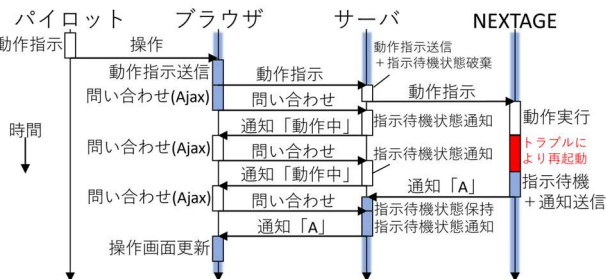 パイロット ブラウザ サーバ NEXTAGE
動作指示 操作
動作指示送信
+指示待機状態破棄
動作指示送信 動作指示
動作指示
問い合わせ(Ajax) 問い合わせ
動作実行
時間
通知「動作中」 指示待機状態通知
トラブルに
より再起動
問い合わせ(Ajax) 問い合わせ
指示待機状態通知
通知「動作中」
通知「A」 指示待機
+通知送信
問い合わせ(Ajax) 問い合わせ
指示待機状態保持
通知「A」 指示待機状態通知
操作画面更新